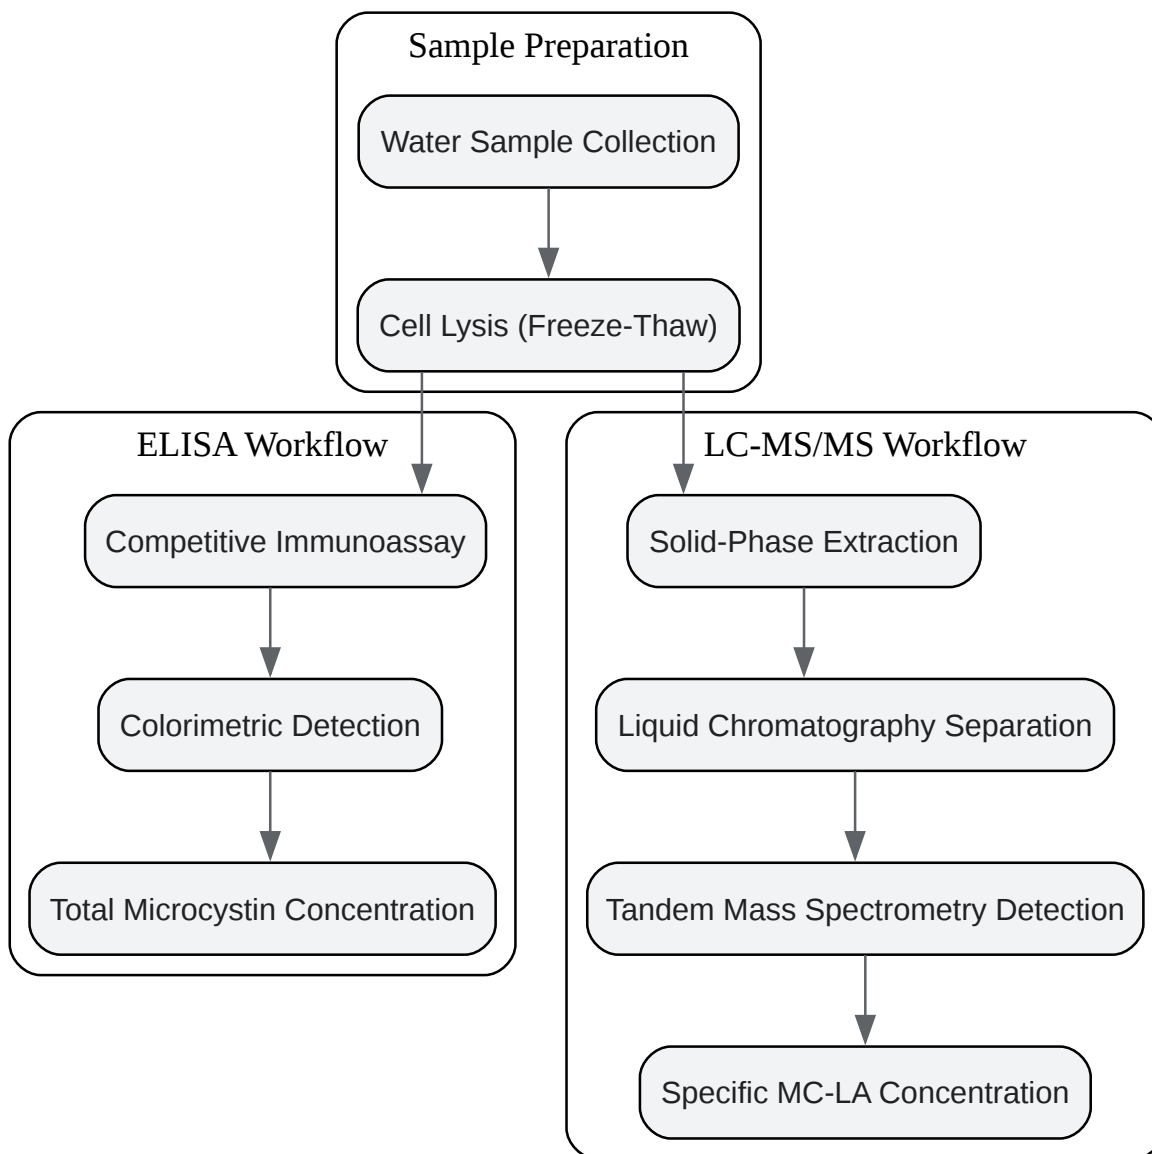 Sample Preparation
Water Sample Collection
Cell Lysis (Freeze-Thaw)
ELISA Workflow
Competitive Immunoassay
Colorimetric Detection
Total Microcystin Concentration
LC-MS/MS Workflow
Solid-Phase Extraction
Liquid Chromatography Separation
Tandem Mass Spectrometry Detection
Specific MC-LA Concentration